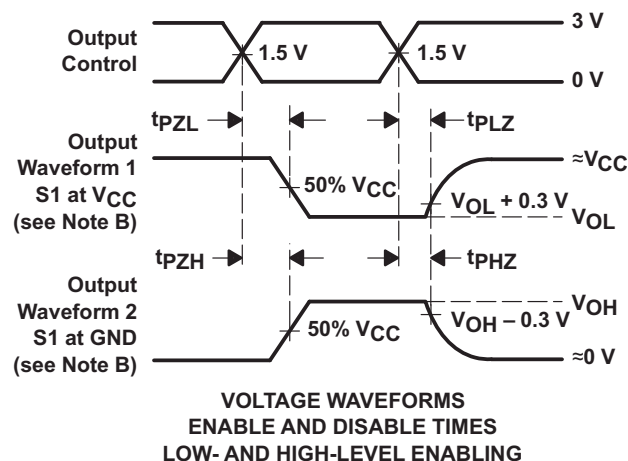 Output
Control
1.5 V
1.5 V
3 V
0 V
tPZL
tPLZ
Output
Waveform 1
S1 at VCC
(see Note B)
50% VCC
≈VCC
VOL + 0.3 V
VOL
tPZH
tPHZ
Output
Waveform 2
S1 at GND
(see Note B)
50% VCC
VOH
VOH – 0.3 V
≈0 V
VOLTAGE WAVEFORMS
ENABLE AND DISABLE TIMES
LOW- AND HIGH-LEVEL ENABLING